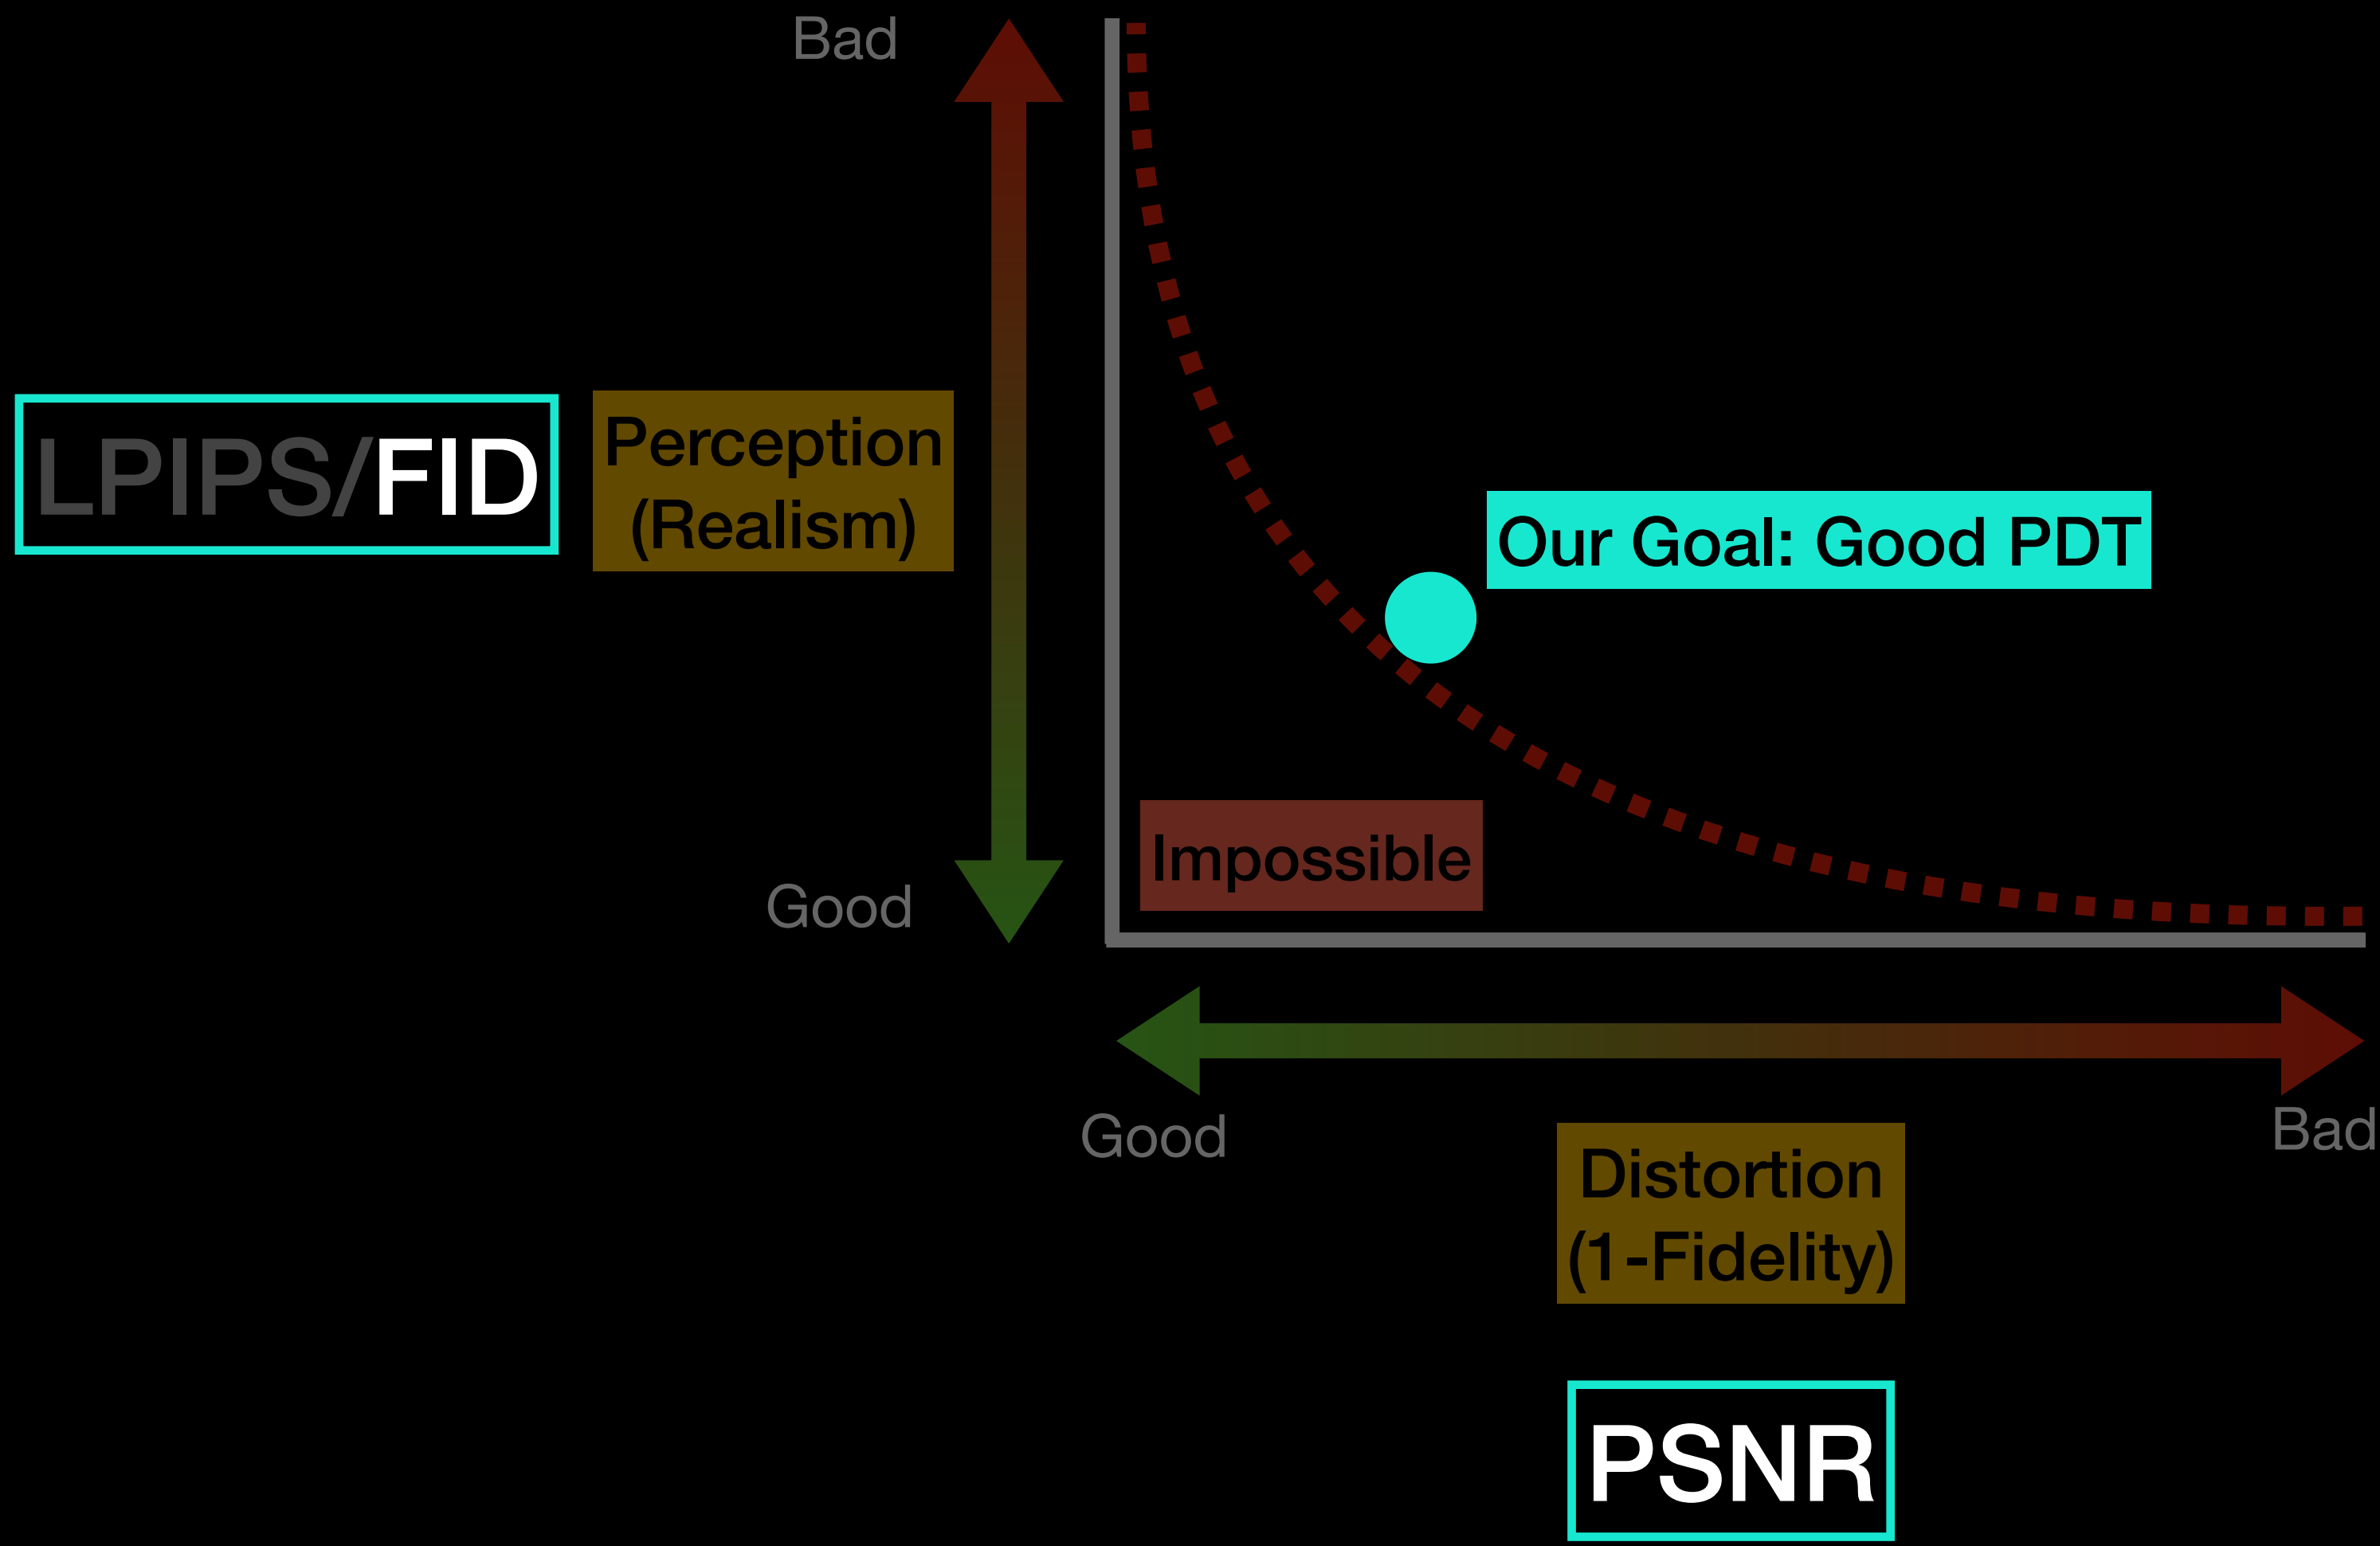 Bad
LPIPS/FID
Perception
(Realism)
Our Goal: Good PDT
Impossible
Good
Good
Bad
Distortion
(1-Fidelity)
PSNR